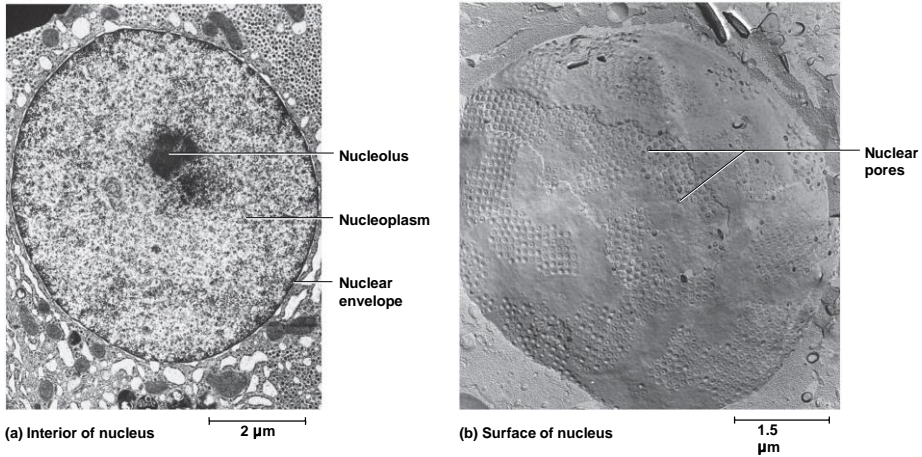 Nucleolus
Nucleoplasm
Nuclear
envelope
(a) Interior of nucleus
2 µm
Nuclear
pores
(b) Surface of nucleus
1.5
µm